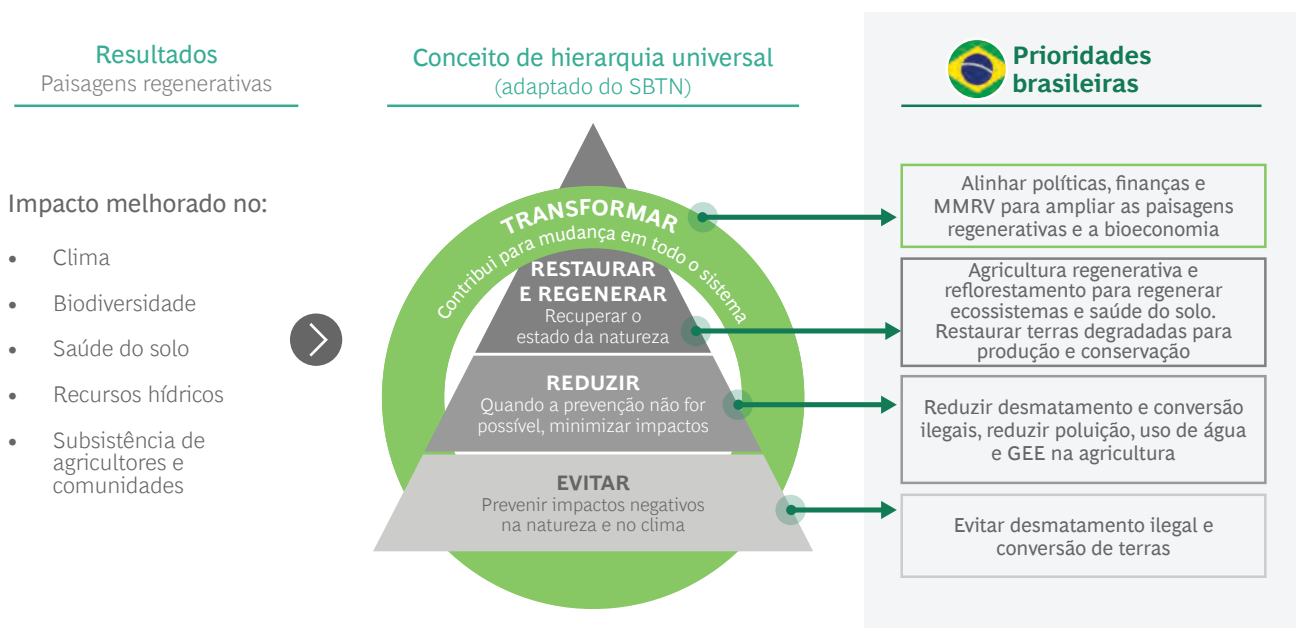 Resultados
Paisagens regenerativas
Impacto melhorado no:
• Clima
• Biodiversidade
• Saúde do solo
• Recursos hídricos
• Subsistência de
agricultores e
comunidades
Conceito de hierarquia universal
(adaptado do SBTN)
TRANSFORMAR
Contribui para mudança em todo o sistema
RESTAURAR
E REGENERAR
Recuperar o
estado da natureza
REDUZIR
Quando a prevenção não for
possível, minimizar impactos
EVITAR
Prevenir impactos negativos
na natureza e no clima
Prioridades
brasileiras
Alinhar políticas, finanças e
MMRV para ampliar as paisagens
regenerativas e a bioeconomia
Agricultura regenerativa e
reflorestamento para regenerar
ecossistemas e saúde do solo.
Restaurar terras degradadas para
produção e conservação
Reduzir desmatamento e conversão
ilegais, reduzir poluição, uso de água
e GEE na agricultura
Evitar desmatamento ilegal e
conversão de terras